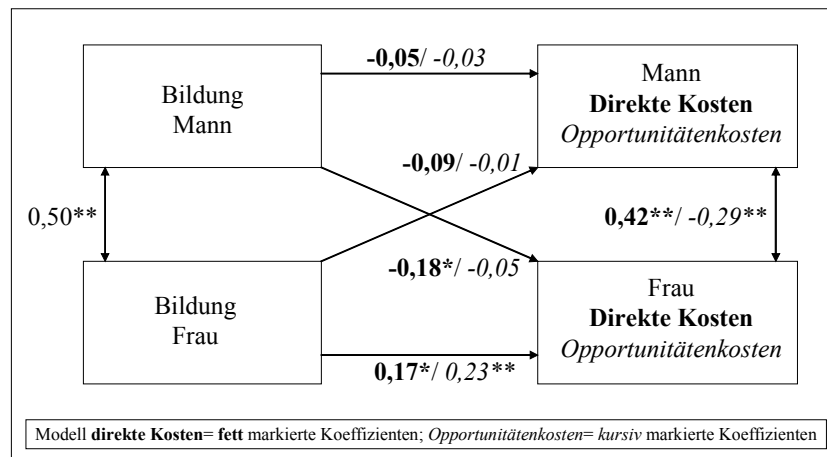 -0,05/ -0,03
Bildung
Mann
Mann
Direkte Kosten
Opportunitätenkosten
-0,09/ -0,01
0,50**
0,42**/ -0,29**
-0,18*/ -0,05
Bildung
Frau
Frau
Direkte Kosten
Opportunitätenkosten
0,17*/ 0,23**
Modell direkte Kosten= fett markierte Koeffizienten; Opportunitätenkosten= kursiv markierte Koeffizienten